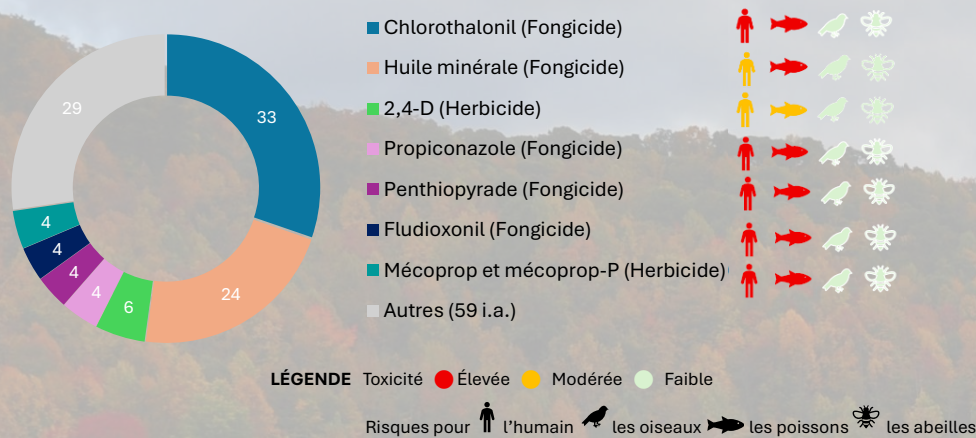 Chlorothalonil (Fongicide)
Huile minérale (Fongicide)
2,4-D (Herbicide)
Propiconazole (Fongicide)
Penthiopyrade (Fongicide)
Fludioxonil (Fongicide)
Mécoprop et mécoprop-P (Herbicide)
Autres (59 i.a.)
33
24
6
4
4
4
4
29
LÉGENDE Toxicité Élevée Modérée Faible
Risques pour l'humain les oiseaux les poissons les abeilles